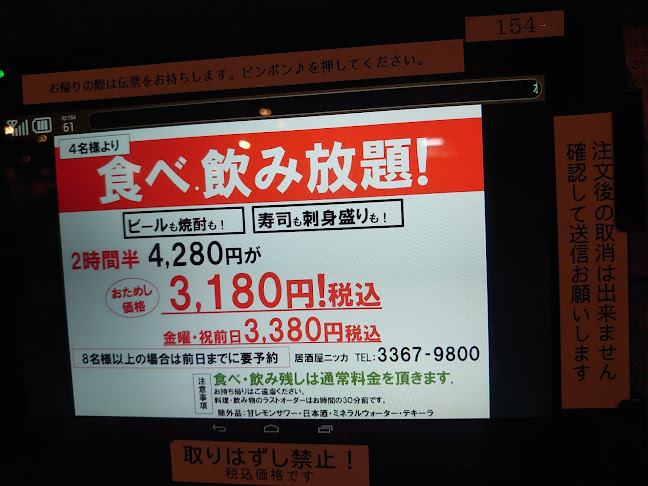 154
お帰りの際は伝票をお持ちします。ピンポン♪を押してください。
ID:154
61
4名様より
食べ.飲み放題!
ビールも焼酎も!
寿司も刺身盛りも!
2時間半 4,280円が
おためし
価格
3,180円!税込
金曜・祝前日3,380円税込
8名様以上の場合は前日までに要予約
居酒屋ニッカ TEL:3367-9800
注意事項
食べ・飲み残しは通常料金を頂きます.
お持ち帰りはご遠慮ください.
料理・飲み物のラストオーダーはお時間の30分前です.
除外品:甘レモンサワー・日本酒・ミネラルウォーター・テキーラ
注文後の取消は出来ません
確認して送信お願いします
取りはずし禁止!
税込価格です